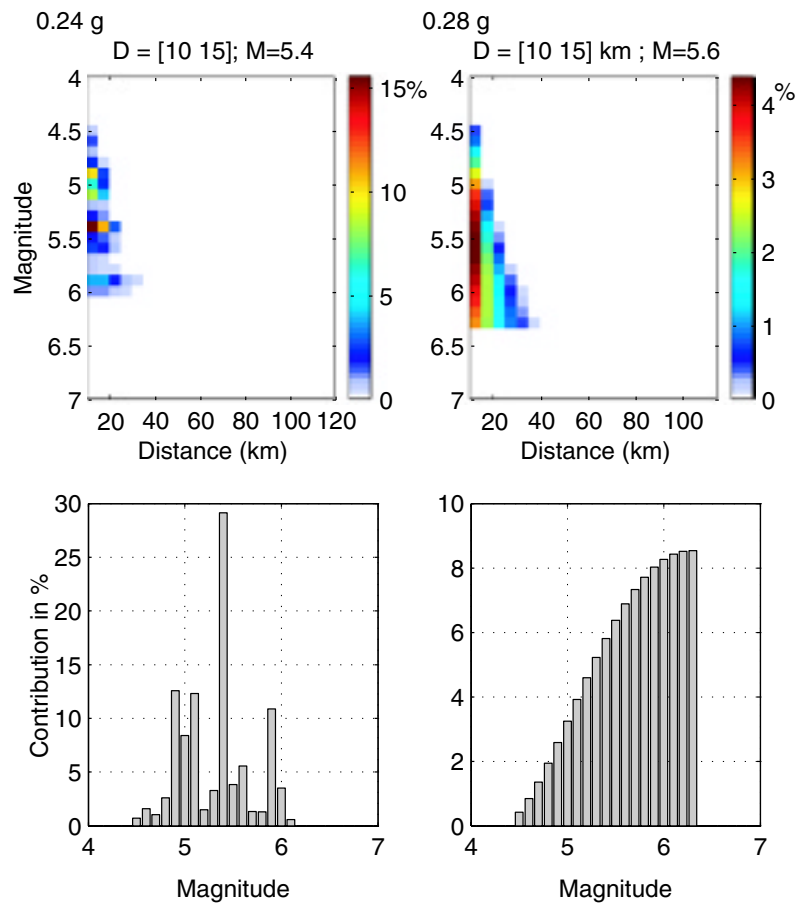 0.24 g
D = [10 15]; M=5.4
0.28 g
D = [10 15] km ; M=5.6
4
4.5
5
5.5
6
6.5
7
Magnitude
20 40 60 80 100 120
Distance (km)
15%
10
5
0
4
4.5
5
5.5
6
6.5
7
20 40 60 80 100
Distance (km)
%
4
3
2
1
0
30
25
20
15
10
5
0
Contribution in %
4 5 6 7
Magnitude
10
8
6
4
2
0
4 5 6 7
Magnitude